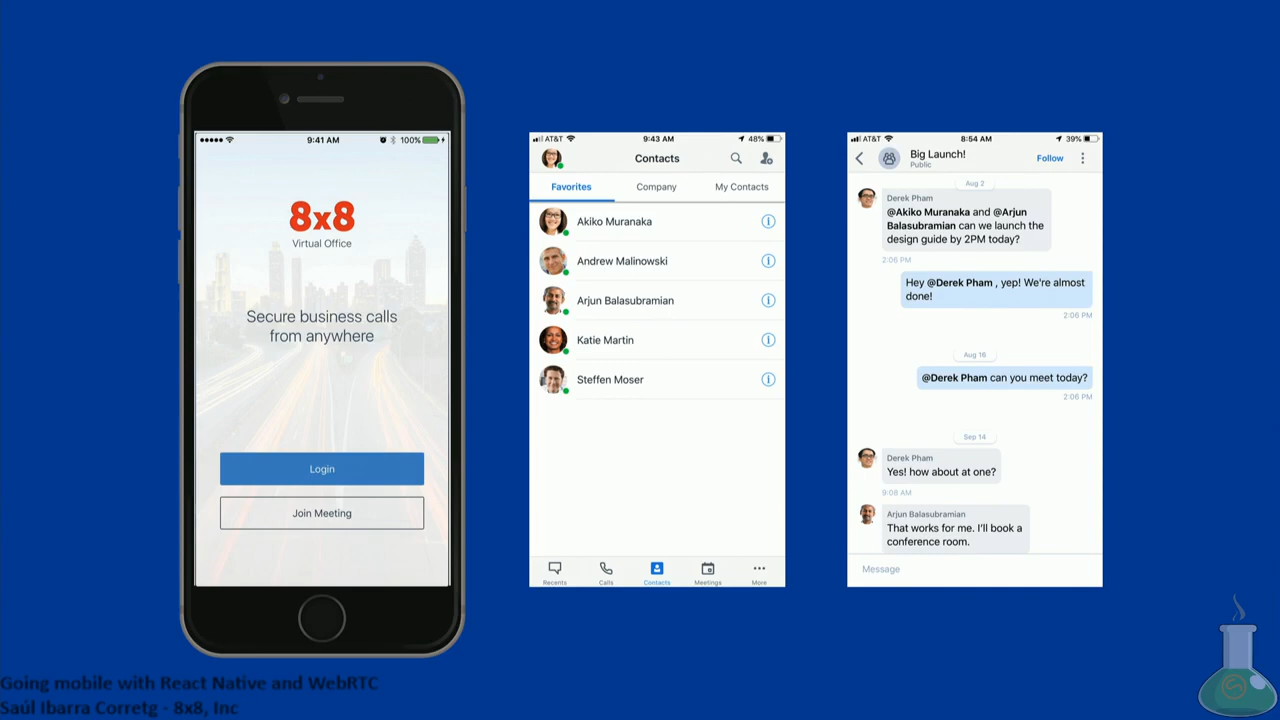 9:41 AM
100%
8x8
Virtual Office
Secure business calls
from anywhere
Login
Join Meeting
AT&T
9:43 AM
48%
Contacts
Favorites
Company
My Contacts
Akiko Muranaka
Andrew Malinowski
Arjun Balasubramian
Katie Martin
Steffen Moser
Recents
Calls
Contacts
Meetings
More
AT&T
8:54 AM
39%
Big Launch!
Public
Follow
Aug 2
Derek Pham
@Akiko Muranaka and @Arjun
Balasubramian can we launch the
design guide by 2PM today?
2:06 PM
Hey @Derek Pham , yep! We're almost
done!
2:06 PM
Aug 16
@Derek Pham can you meet today?
2:06 PM
Sep 14
Derek Pham
Yes! how about at one?
9:08 AM
Arjun Balasubramian
That works for me. I'll book a
conference room.
Message
Going mobile with React Native and WebRTC
Saúl Ibarra Corretg - 8x8, Inc